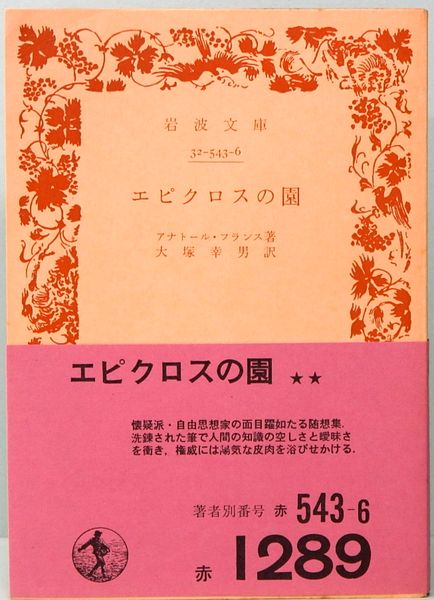 岩波文庫
32-543-6
エピクロスの園
アナトール・フランス著
大塚幸男訳
エピクロスの園 ★★
懐疑派・自由思想家の面目躍如たる随想集．
洗錬された筆で人間の知識の空しさと曖昧さ
を衝き，権威には陽気な皮肉を浴びせかける．
著者別番号 赤 543-6
赤 1289